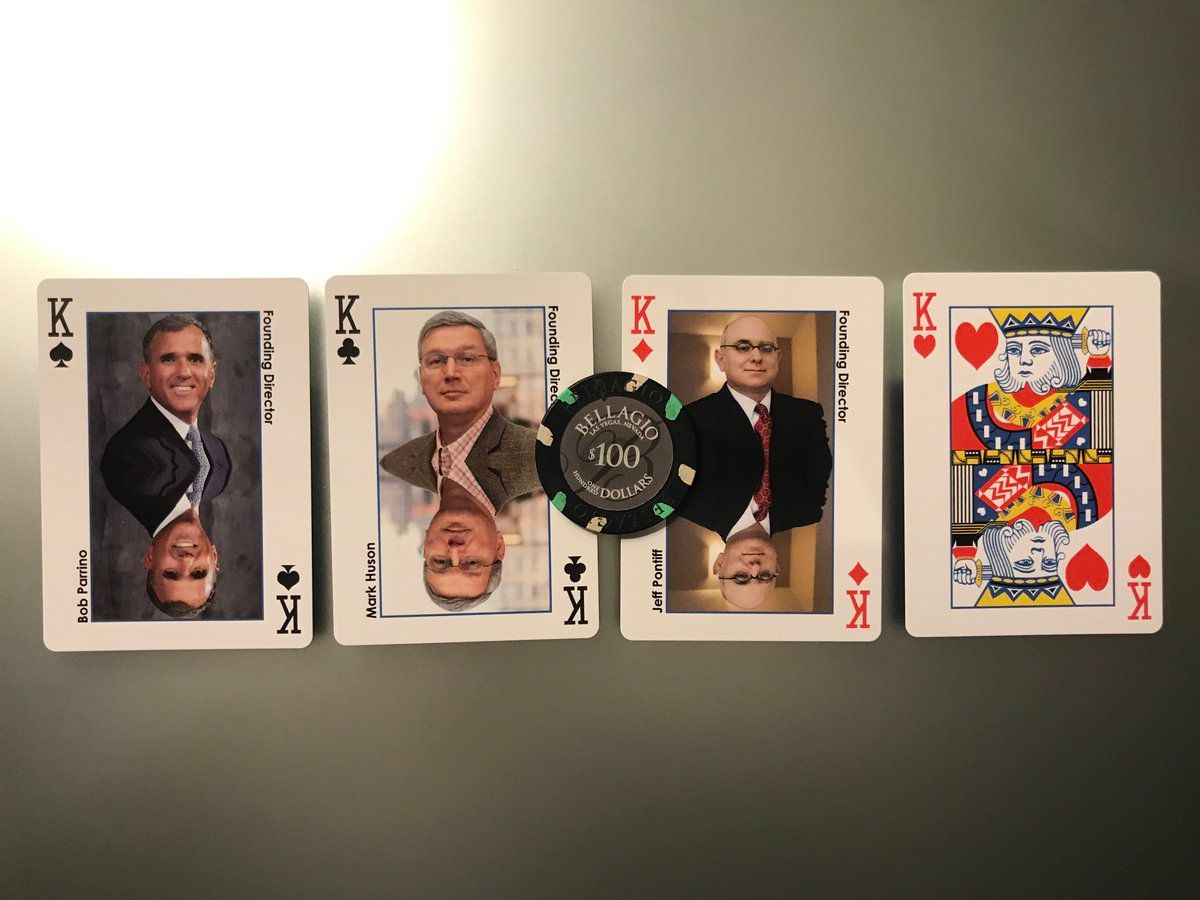 K
Founding Director
Bob Parrino
K
K
Founding Direc
Mark Huson
K
BELLAGIO
LAS VEGAS, NEVADA
$100
ONE
HUNDRED DOLLARS
K
Founding Director
Jeff Pontiff
K
K
K